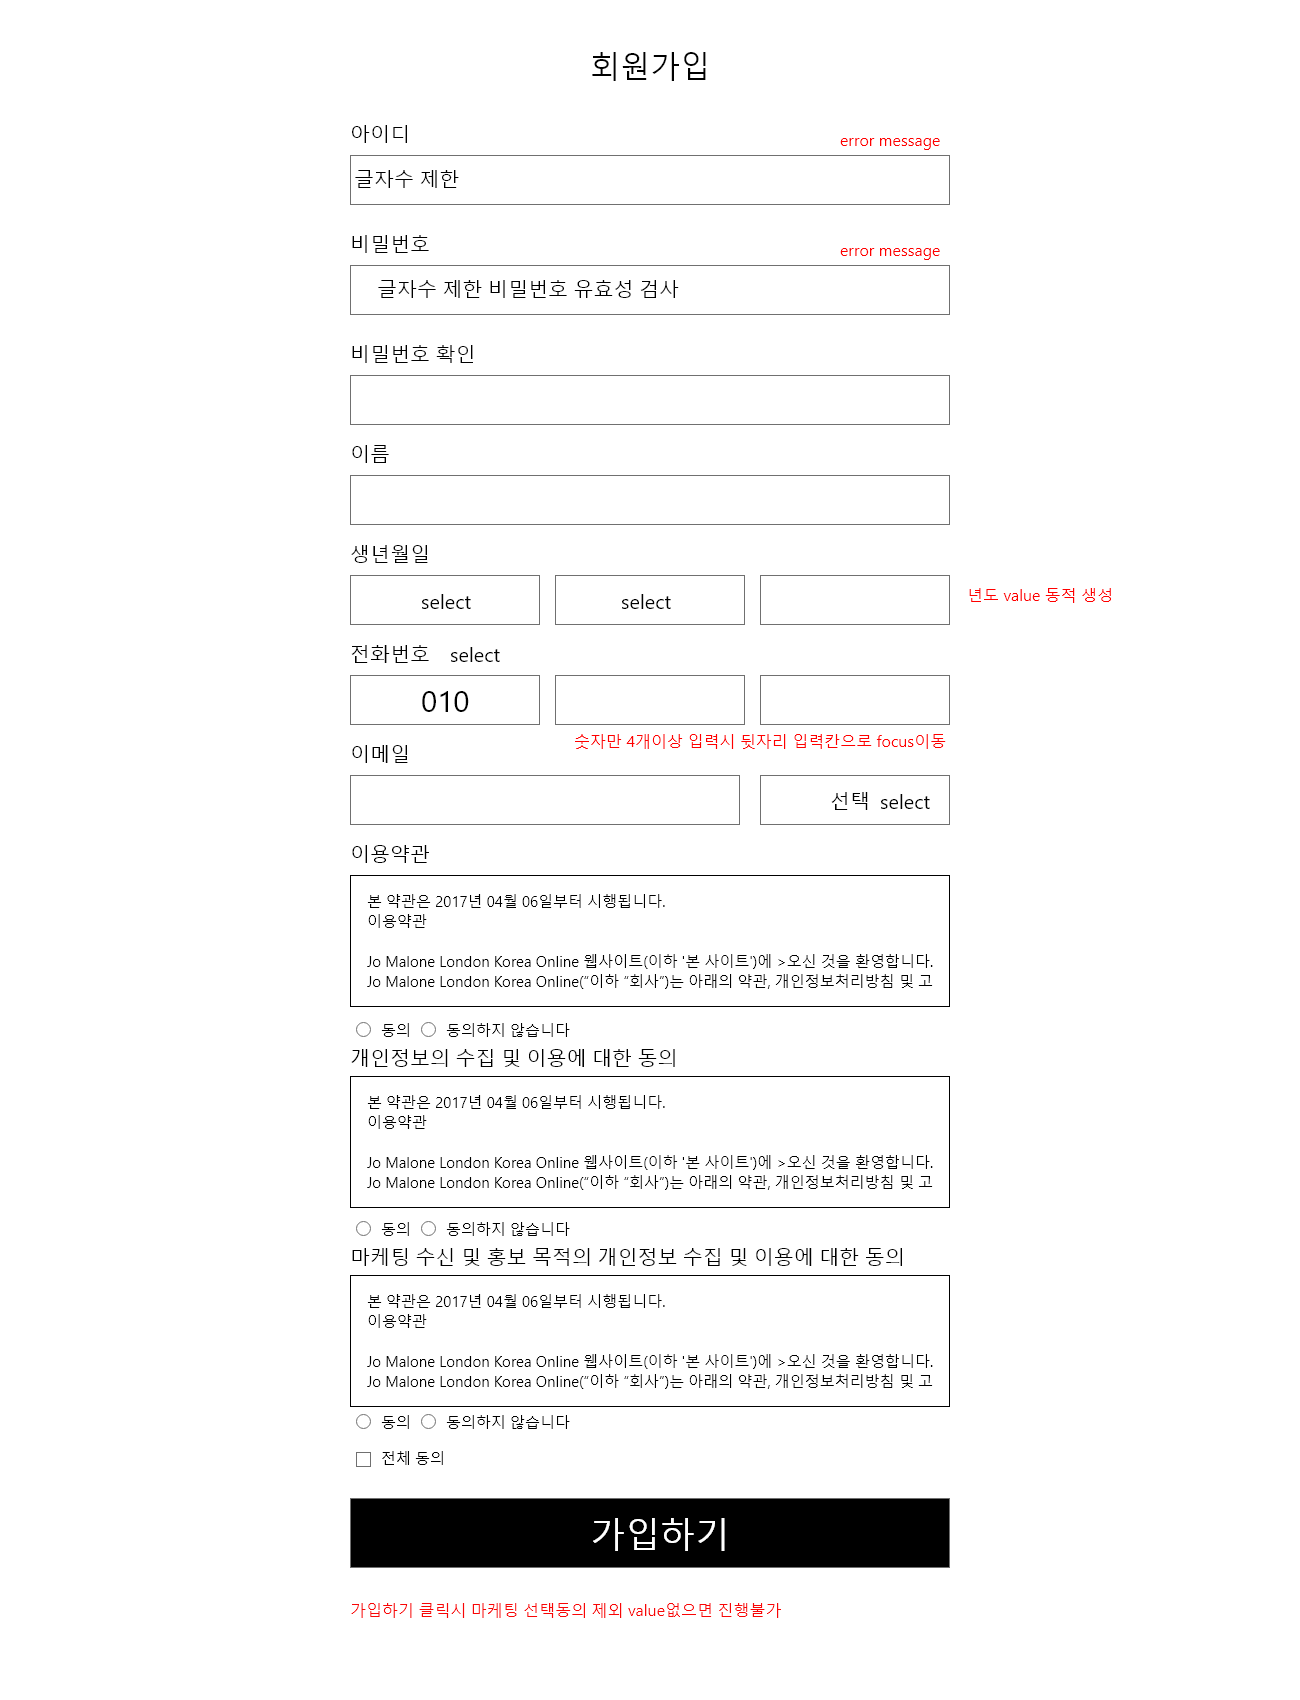 회원가입
아이디
error message
글자수 제한
비밀번호
error message
글자수 제한 비밀번호 유효성 검사
비밀번호 확인
이름
생년월일
select
select
년도 value 동적 생성
전화번호 select
010
숫자만 4개이상 입력시 뒷자리 입력칸으로 focus이동
이메일
선택 select
이용약관
본 약관은 2017년 04월 06일부터 시행됩니다.
이용약관
Jo Malone London Korea Online 웹사이트(이하 '본 사이트')에 >오신 것을 환영합니다.
Jo Malone London Korea Online(“이하 “회사”)는 아래의 약관, 개인정보처리방침 및 고
동의 동의하지 않습니다
개인정보의 수집 및 이용에 대한 동의
본 약관은 2017년 04월 06일부터 시행됩니다.
이용약관
Jo Malone London Korea Online 웹사이트(이하 '본 사이트')에 >오신 것을 환영합니다.
Jo Malone London Korea Online(“이하 “회사”)는 아래의 약관, 개인정보처리방침 및 고
동의 동의하지 않습니다
마케팅 수신 및 홍보 목적의 개인정보 수집 및 이용에 대한 동의
본 약관은 2017년 04월 06일부터 시행됩니다.
이용약관
Jo Malone London Korea Online 웹사이트(이하 '본 사이트')에 >오신 것을 환영합니다.
Jo Malone London Korea Online(“이하 “회사”)는 아래의 약관, 개인정보처리방침 및 고
동의 동의하지 않습니다
전체 동의
가입하기
가입하기 클릭시 마케팅 선택동의 제외 value없으면 진행불가